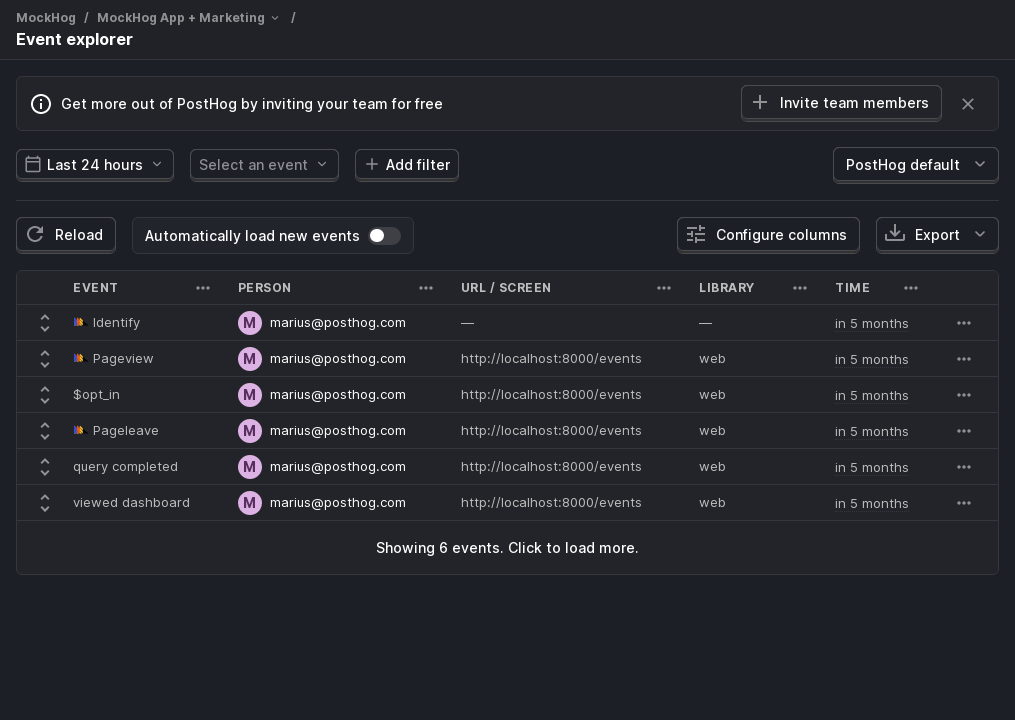 MockHog / MockHog App + Marketing /
Event explorer
Get more out of PostHog by inviting your team for free
Invite team members
Last 24 hours
Select an event
Add filter
PostHog default
Reload
Automatically load new events
Configure columns
Export
EVENT PERSON URL / SCREEN LIBRARY TIME
Identify M marius@posthog.com — — in 5 months
Pageview M marius@posthog.com http://localhost:8000/events web in 5 months
$opt_in M marius@posthog.com http://localhost:8000/events web in 5 months
Pageleave M marius@posthog.com http://localhost:8000/events web in 5 months
query completed M marius@posthog.com http://localhost:8000/events web in 5 months
viewed dashboard M marius@posthog.com http://localhost:8000/events web in 5 months
Showing 6 events. Click to load more.